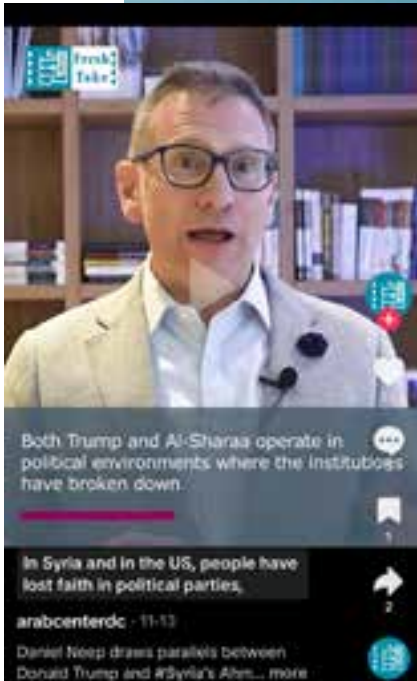 Fresh
Take
Both Trump and Al-Sharaa operate in
political environments where the institutions
have broken down.
1
In Syria and in the US, people have
lost faith in political parties,
2
arabcenterdc · 11-13
Daniel Neep draws parallels between
Donald Trump and #Syria's Ahm... more